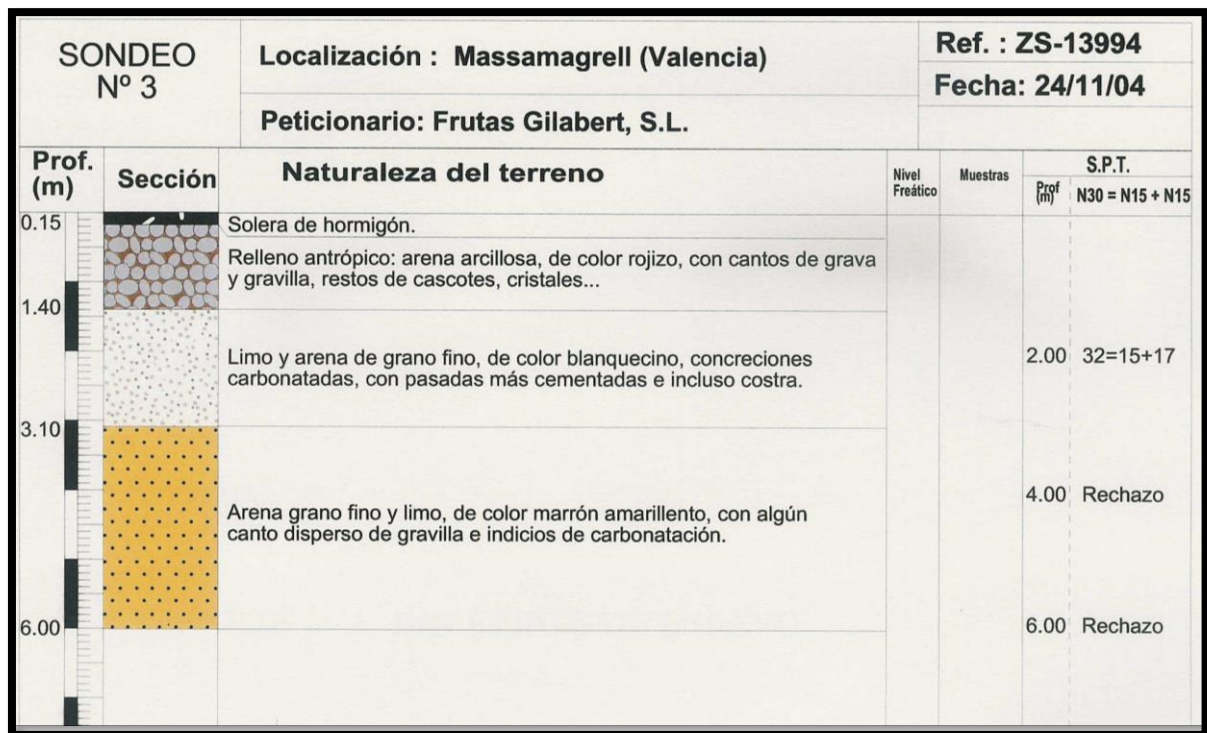 SONDEO
Nº 3
Localización : Massamagrell (Valencia)
Peticionario: Frutas Gilabert, S.L.
Ref. : ZS-13994
Fecha: 24/11/04
Prof.
(m)
Sección
Naturaleza del terreno
Nivel
Freático
Muestras
S.P.T.
Prof
(m)
N30 = N15 + N15
0.15
Solera de hormigón.
Relleno antrópico: arena arcillosa, de color rojizo, con cantos de grava
y gravilla, restos de cascotes, cristales...
1.40
Limo y arena de grano fino, de color blanquecino, concreciones
carbonatadas, con pasadas más cementadas e incluso costra.
2.00 32=15+17
3.10
Arena grano fino y limo, de color marrón amarillento, con algún
canto disperso de gravilla e indicios de carbonatación.
4.00 Rechazo
6.00
6.00 Rechazo